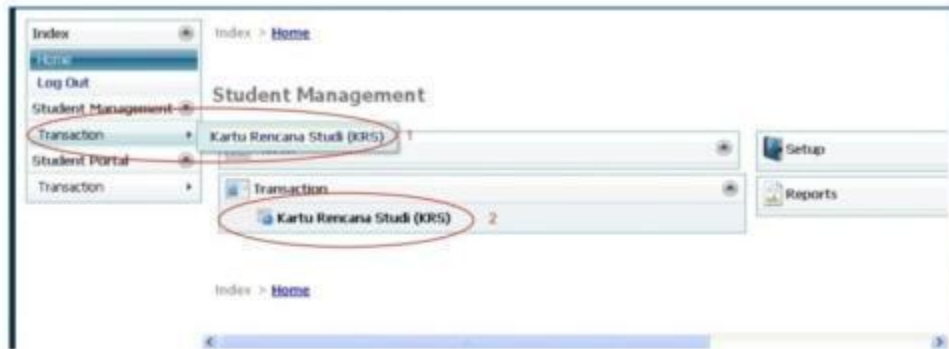 Index
Home
Log Out
Student Management
Transaction
Student Portal
Transaction
Index > Home
Student Management
Kartu Rencana Studi (KRS) 1
Transaction
Kartu Rencana Studi (KRS) 2
Setup
Reports
Index > Home